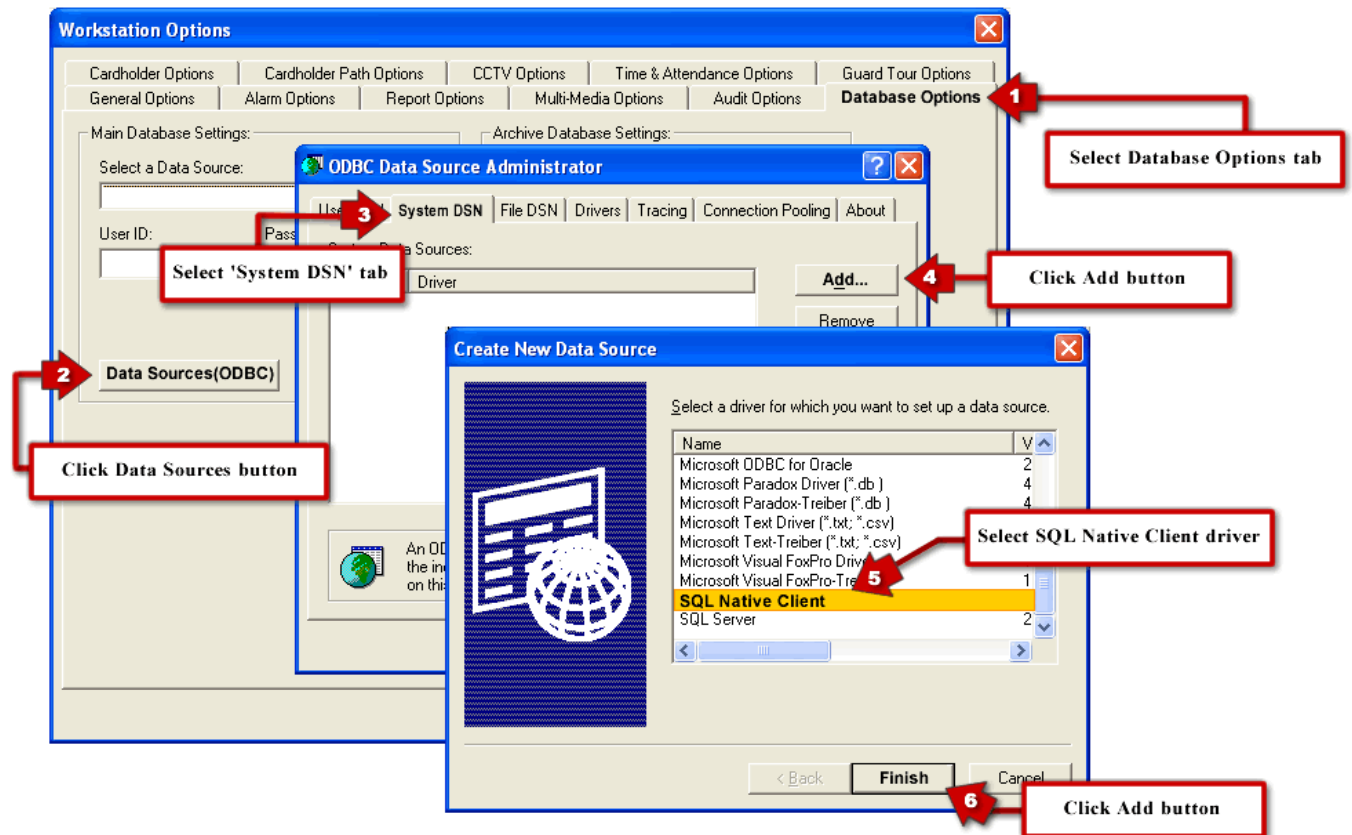 Workstation Options
Cardholder Options Cardholder Path Options CCTV Options Time & Attendance Options Guard Tour Options
General Options Alarm Options Report Options Multi-Media Options Audit Options Database Options
1
Select Database Options tab
Main Database Settings:
Archive Database Settings:
Select a Data Source:
User ID:
Pass
2
Data Sources(ODBC)
Click Data Sources button
ODBC Data Source Administrator
3
System DSN File DSN Drivers Tracing Connection Pooling About
Select 'System DSN' tab
Sources:
Driver
Add...
4
Click Add button
Remove
An OD
the in
on this
Create New Data Source
Select a driver for which you want to set up a data source.
Name V
Microsoft ODBC for Oracle 2
Microsoft Paradox Driver (*.db ) 4
Microsoft Paradox-Treiber (*.db ) 4
Microsoft Text Driver (*.txt; *.csv)
Microsoft Text-Treiber (*.txt; *.csv)
Microsoft Visual FoxPro Drive
Microsoft Visual FoxPro-Tre 1
SQL Native Client
SQL Server 2
5
Select SQL Native Client driver
< Back Finish Cancel
6
Click Add button